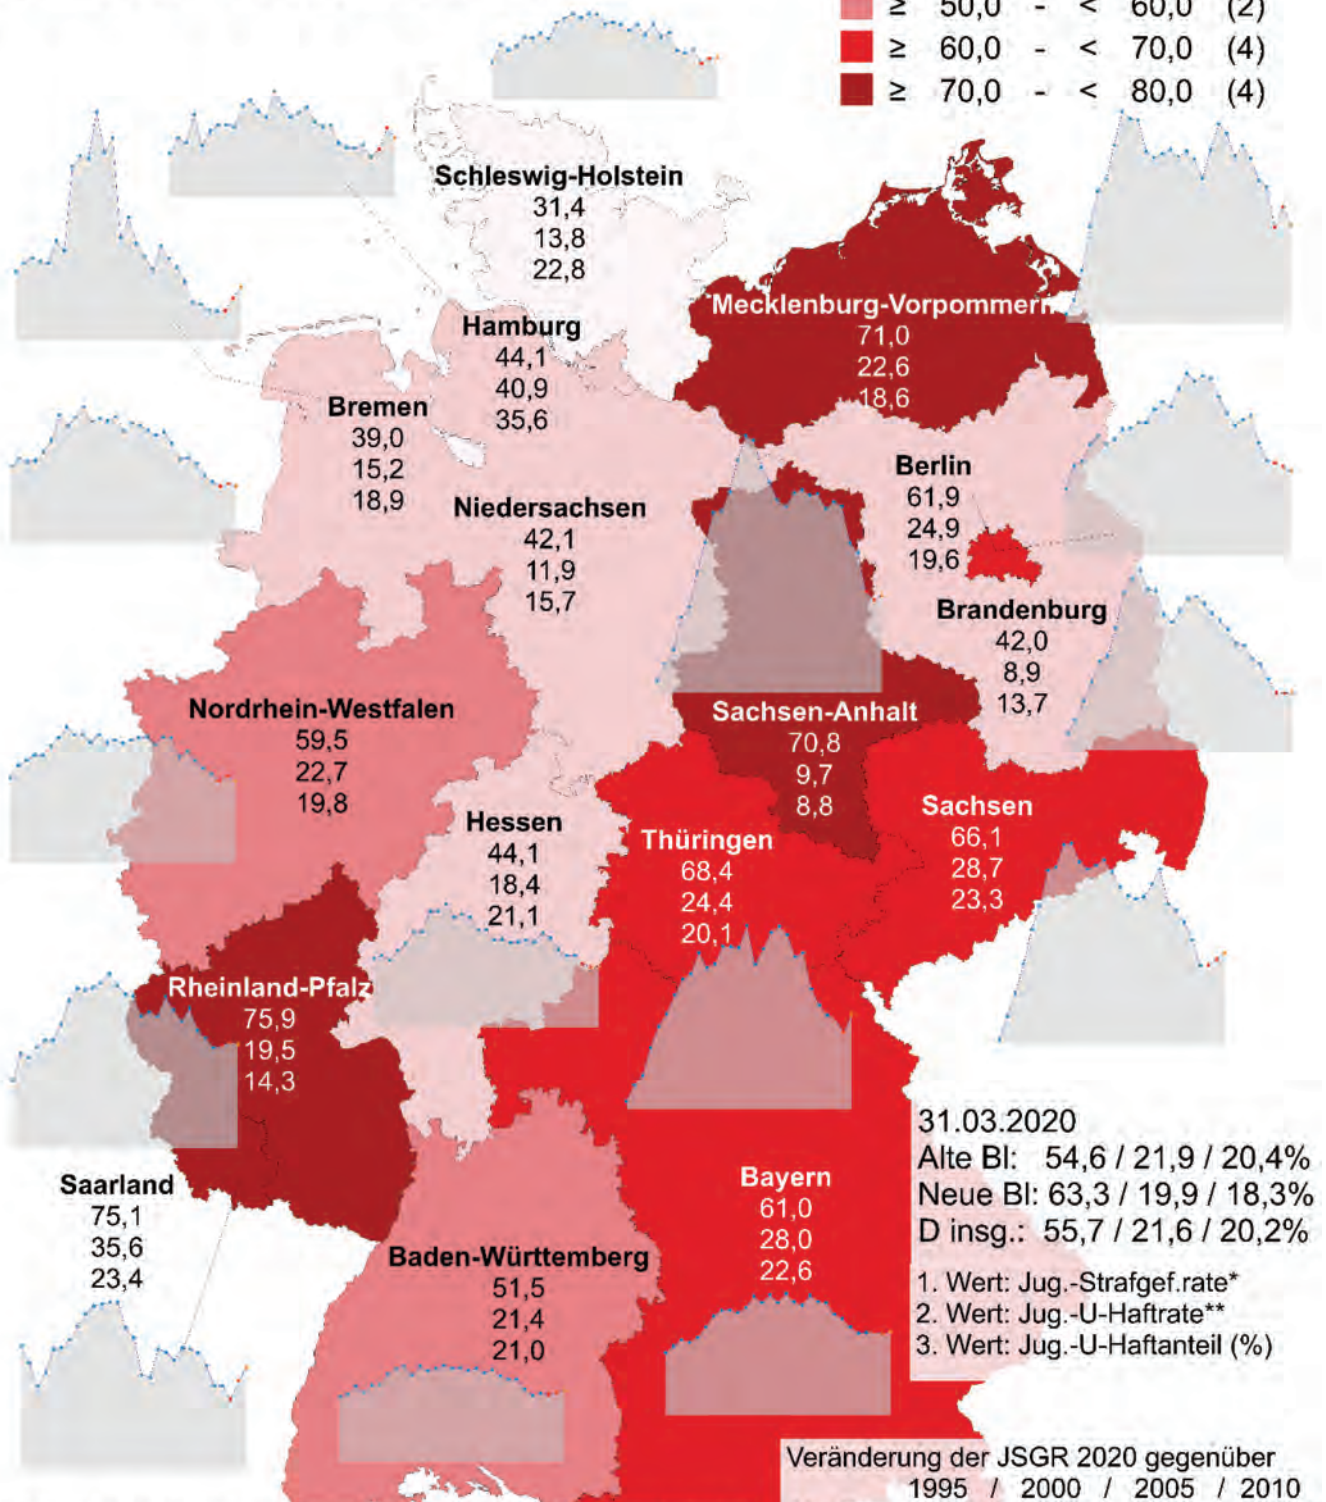 ≥ 50,0 - < 60,0 (2)
≥ 60,0 - < 70,0 (4)
≥ 70,0 - < 80,0 (4)
Schleswig-Holstein
31,4
13,8
22,8
Mecklenburg-Vorpommern
71,0
22,6
18,6
Hamburg
44,1
40,9
35,6
Bremen
39,0
15,2
18,9
Berlin
61,9
24,9
19,6
Niedersachsen
42,1
11,9
15,7
Brandenburg
42,0
8,9
13,7
Nordrhein-Westfalen
59,5
22,7
19,8
Sachsen-Anhalt
70,8
9,7
8,8
Hessen
44,1
18,4
21,1
Thüringen
68,4
24,4
20,1
Sachsen
66,1
28,7
23,3
Rheinland-Pfalz
75,9
19,5
14,3
Saarland
75,1
35,6
23,4
Baden-Württemberg
51,5
21,4
21,0
Bayern
61,0
28,0
22,6
31.03.2020
Alte Bl: 54,6 / 21,9 / 20,4%
Neue Bl: 63,3 / 19,9 / 18,3%
D insg.: 55,7 / 21,6 / 20,2%
1. Wert: Jug.-Strafgef.rate*
2. Wert: Jug.-U-Haftrate**
3. Wert: Jug.-U-Haftanteil (%)
Veränderung der JSGR 2020 gegenüber
1995 / 2000 / 2005 / 2010